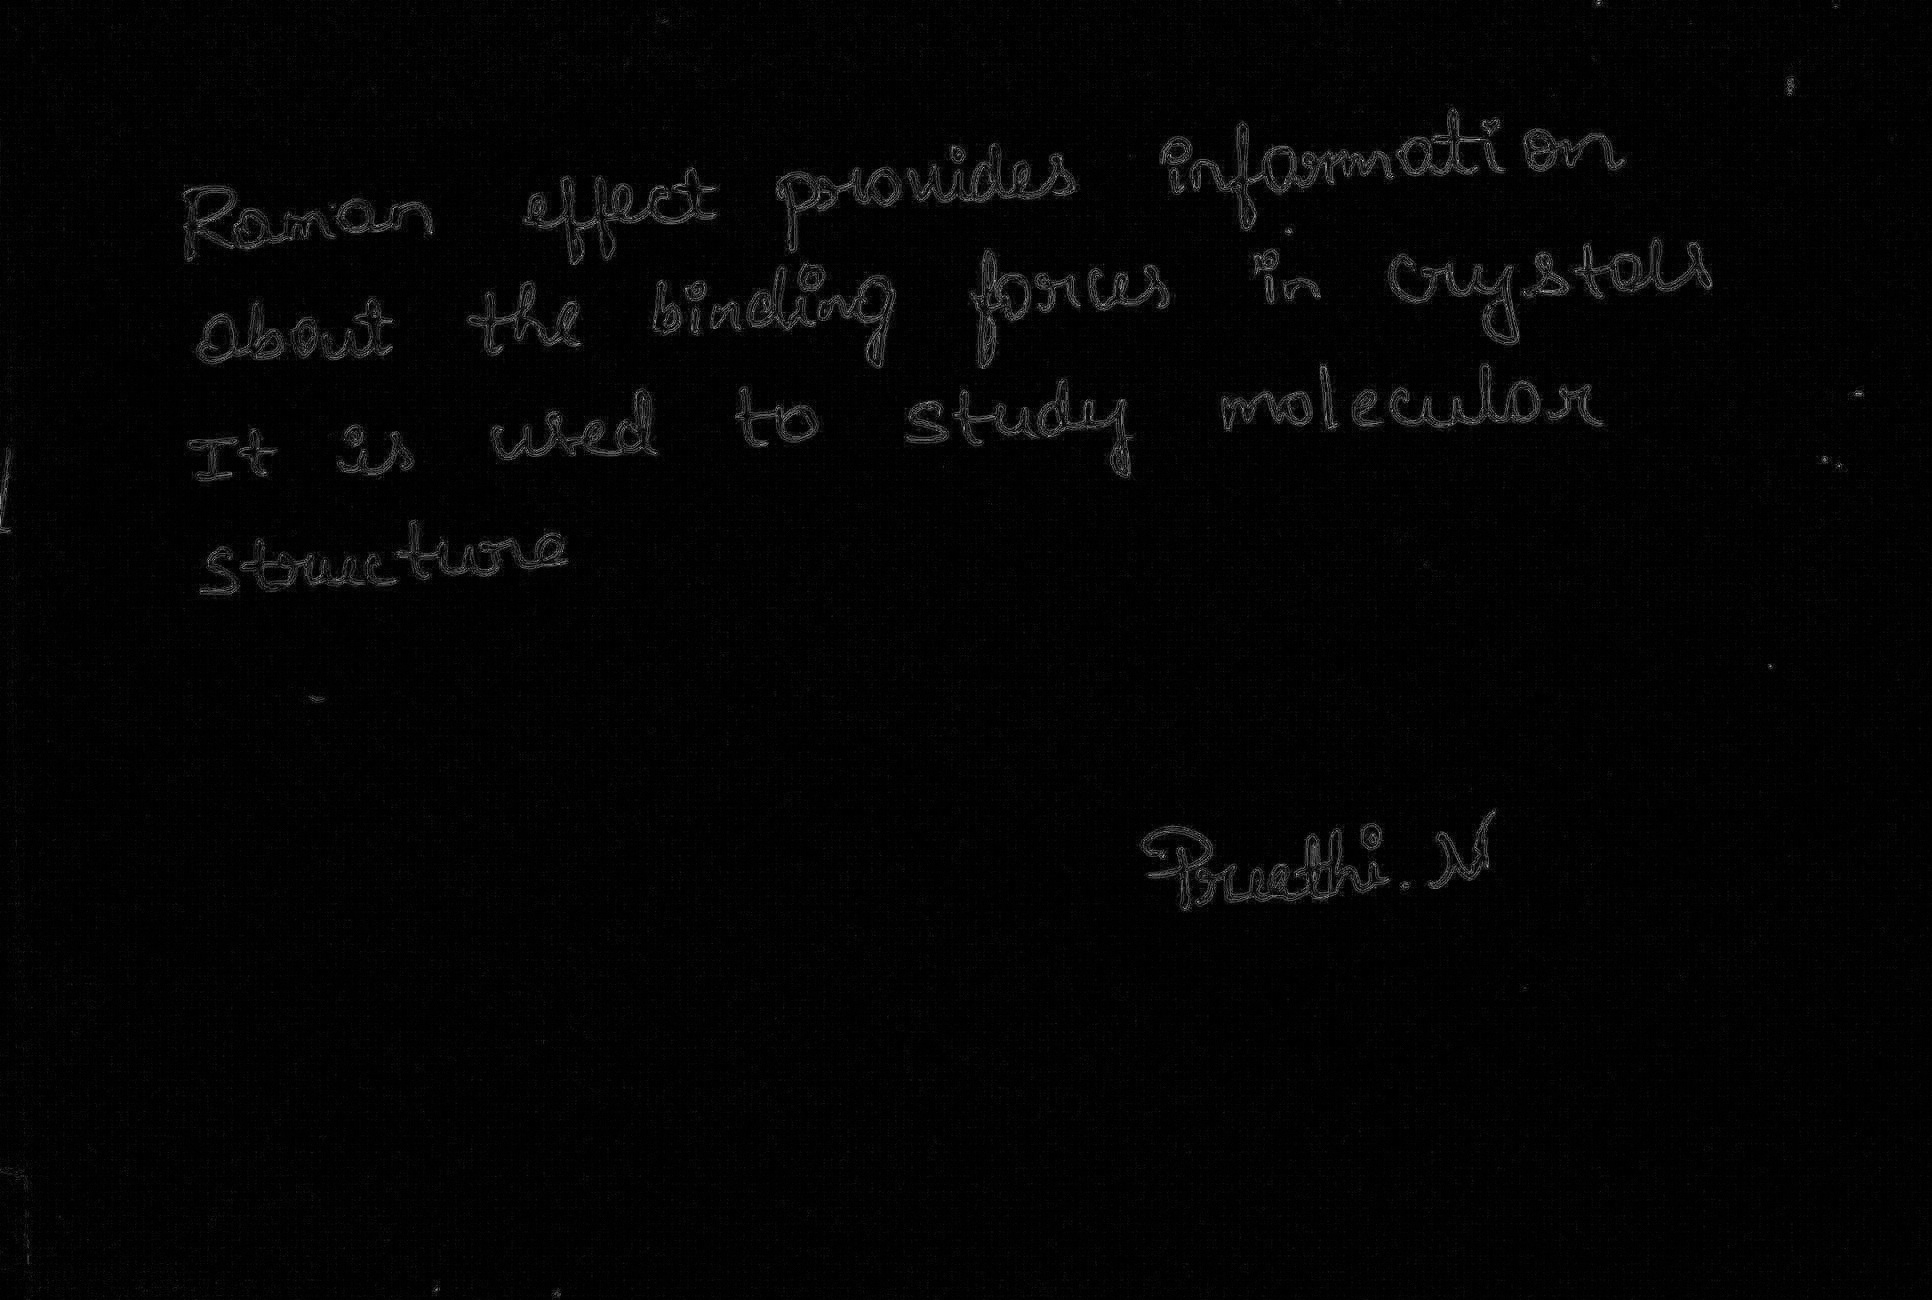 Raman effect provides information
about the binding forces in crystals
It is used to study molecular
structure
Preethi. N